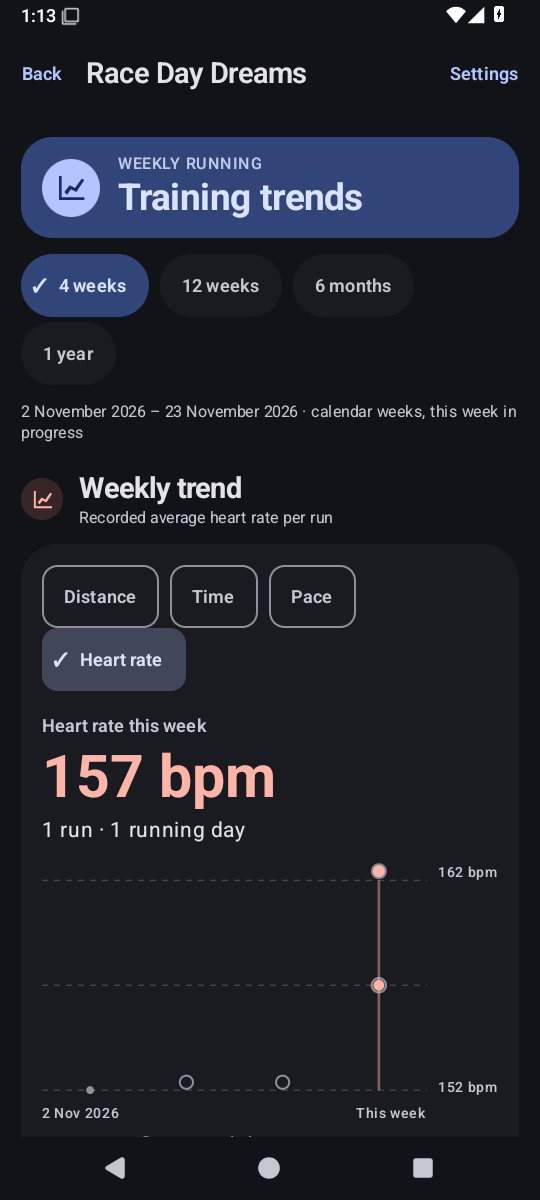 1:13
Back
Race Day Dreams
Settings
WEEKLY RUNNING
Training trends
✓ 4 weeks
12 weeks
6 months
1 year
2 November 2026 – 23 November 2026 · calendar weeks, this week in
progress
Weekly trend
Recorded average heart rate per run
Distance
Time
Pace
✓ Heart rate
Heart rate this week
157 bpm
1 run · 1 running day
162 bpm
152 bpm
2 Nov 2026
This week